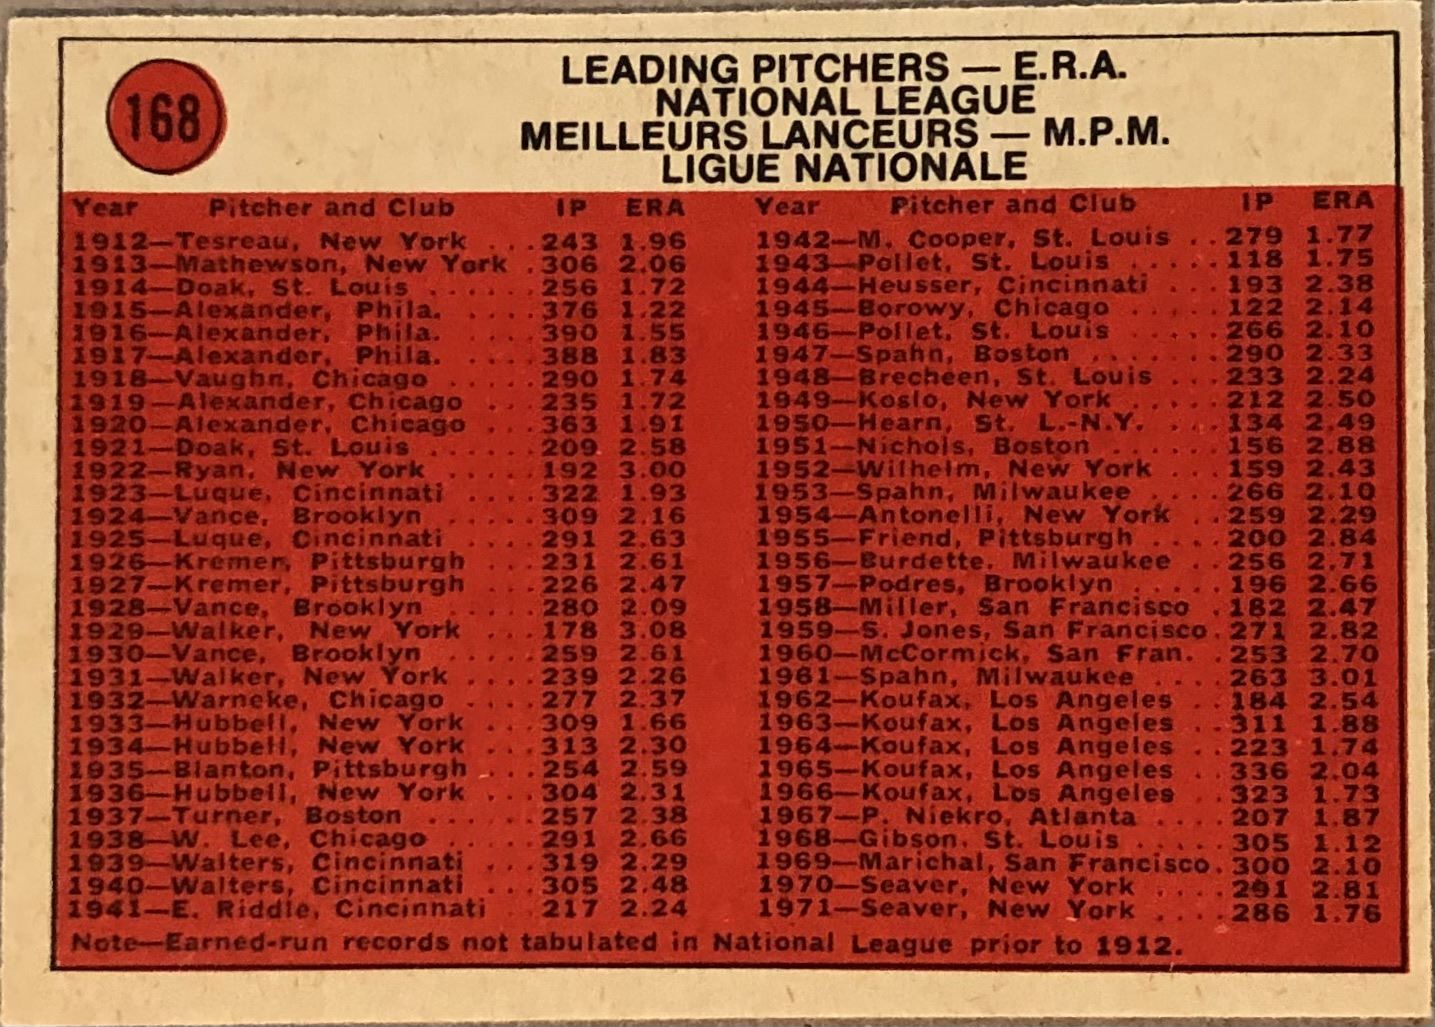 168
LEADING PITCHERS — E.R.A.
NATIONAL LEAGUE
MEILLEURS LANCEURS — M.P.M.
LIGUE NATIONALE
Year Pitcher and Club IP ERA
1912—Tesreau, New York ...243 1.96
1913—Mathewson, New York .306 2.06
1914—Doak, St. Louis ......256 1.72
1915—Alexander, Phila. ....376 1.22
1916—Alexander, Phila. ....390 1.55
1917—Alexander, Phila. ....388 1.83
1918—Vaughn, Chicago .....290 1.74
1919—Alexander, Chicago ...235 1.72
1920—Alexander, Chicago ...363 1.91
1921—Doak, St. Louis ......209 2.58
1922—Ryan, New York .....192 3.00
1923—Luque, Cincinnati ....322 1.93
1924—Vance, Brooklyn .....309 2.16
1925—Luque, Cincinnati ....291 2.63
1926—Kremer, Pittsburgh ...231 2.61
1927—Kremer, Pittsburgh ...226 2.47
1928—Vance, Brooklyn .....280 2.09
1929—Walker, New York ...178 3.08
1930—Vance, Brooklyn .....259 2.61
1931—Walker, New York ....239 2.26
1932—Warneke, Chicago ....277 2.37
1933—Hubbell, New York ...309 1.66
1934—Hubbell, New York ...313 2.30
1935—Blanton, Pittsburgh ...254 2.59
1936—Hubbell, New York ...304 2.31
1937—Turner, Boston ......257 2.38
1938—W. Lee, Chicago .....291 2.66
1939—Walters, Cincinnati ...319 2.29
1940—Walters, Cincinnati ...305 2.48
1941—E. Riddle, Cincinnati ..217 2.24
Year Pitcher and Club IP ERA
1942—M. Cooper, St. Louis ..279 1.77
1943—Pollet, St. Louis .....118 1.75
1944—Heusser, Cincinnati ...193 2.38
1945—Borowy, Chicago .....122 2.14
1946—Pollet, St. Louis .....266 2.10
1947—Spahn, Boston .......290 2.33
1948—Brecheen, St. Louis ...233 2.24
1949—Koslo, New York .....212 2.50
1950—Hearn, St. L.-N.Y. ....134 2.49
1951—Nichols, Boston ......156 2.88
1952—Wilhelm, New York ...159 2.43
1953—Spahn, Milwaukee ....266 2.10
1954—Antonelli, New York ..259 2.29
1955—Friend, Pittsburgh ....200 2.84
1956—Burdette, Milwaukee ..256 2.71
1957—Podres, Brooklyn .....196 2.66
1958—Miller, San Francisco .182 2.47
1959—S. Jones, San Francisco.271 2.82
1960—McCormick, San Fran. .253 2.70
1961—Spahn, Milwaukee ...263 3.01
1962—Koufax, Los Angeles ..184 2.54
1963—Koufax, Los Angeles ..311 1.88
1964—Koufax, Los Angeles ..223 1.74
1965—Koufax, Los Angeles ..336 2.04
1966—Koufax, Los Angeles ..323 1.73
1967—P. Niekro, Atlanta ....207 1.87
1968—Gibson, St. Louis .....305 1.12
1969—Marichal, San Francisco.300 2.10
1970—Seaver, New York ....291 2.81
1971—Seaver, New York ....286 1.76
Note—Earned-run records not tabulated in National League prior to 1912.